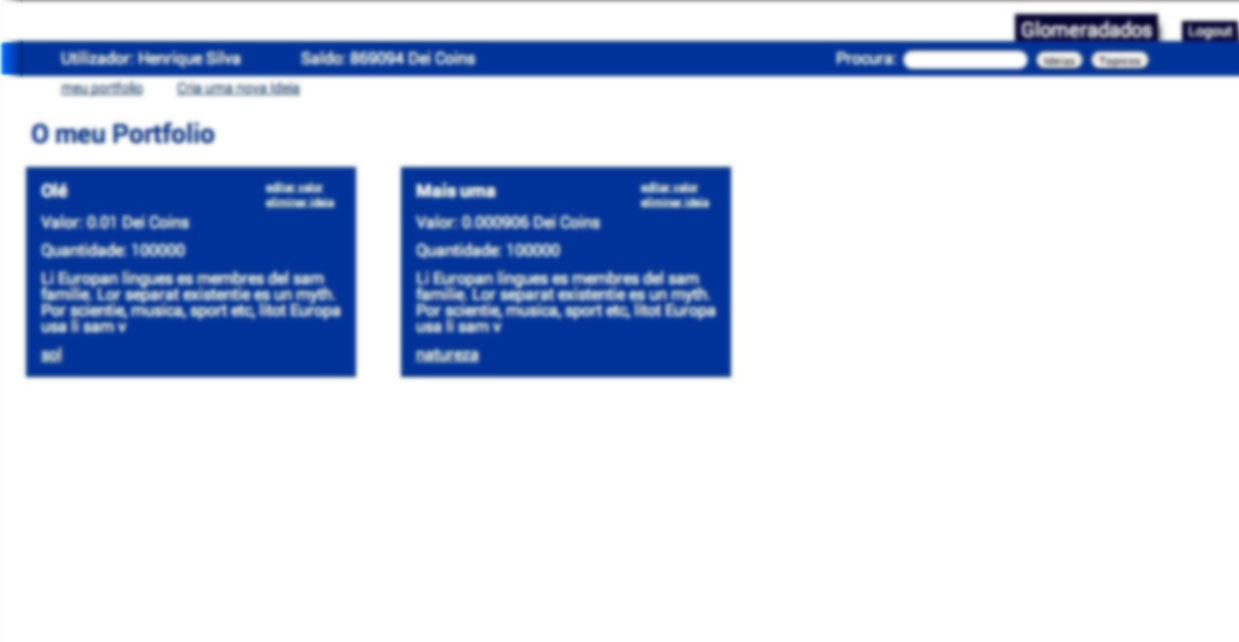 Glomeradados
Logout
Utilizador: Henrique Silva
Saldo: 869094 Dei Coins
Procura:
Ideias
Topicos
meu portfolio
Cria uma nova Ideia
O meu Portfolio
Olé
editar.valor
eliminar.ideia
Valor: 0.01 Dei Coins
Quantidade: 100000
Li Europan lingues es membres del sam
familie. Lor separat existentie es un myth.
Por scientie, musica, sport etc, litot Europa
usa li sam v
sol
Mais uma
editar.valor
eliminar.ideia
Valor: 0.000906 Dei Coins
Quantidade: 100000
Li Europan lingues es membres del sam
familie. Lor separat existentie es un myth.
Por scientie, musica, sport etc, litot Europa
usa li sam v
natureza